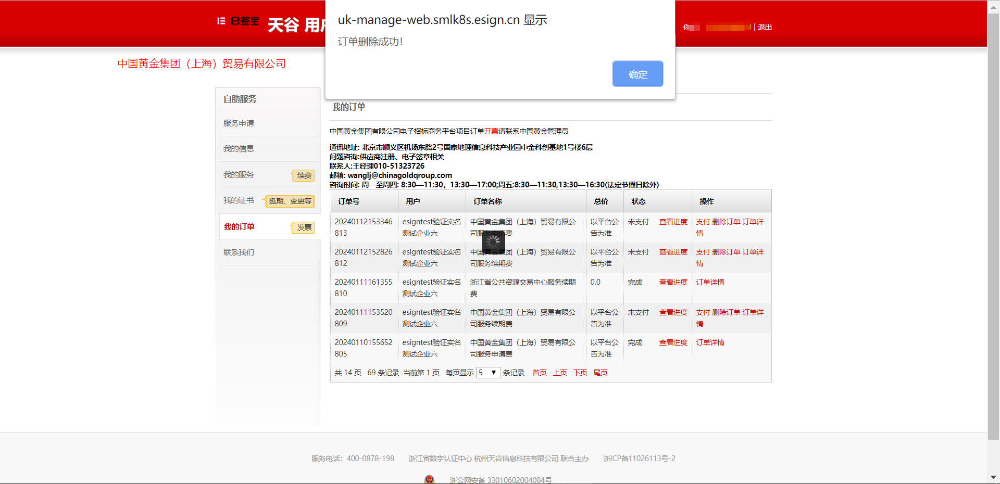 e签宝
天谷 用户
你
| 退出
uk-manage-web.smlk8s.esign.cn 显示
订单删除成功！
确定
中国黄金集团（上海）贸易有限公司
自助服务
服务申请
我的信息
我的服务 续费
我的证书 延期、变更等
我的订单 发票
联系我们
我的订单
中国黄金集团有限公司电子招标商务平台项目订单开票请联系中国黄金管理员
通讯地址: 北京市顺义区机场东路2号国家地理信息科技产业园中金科创基地1号楼6层
问题咨询:供应商注册、电子签章相关
联系人:王经理010-51323726
邮箱: wanglj@chinagoldqroup.com
咨询时间: 周一至周四: 8:30—11:30，13:30—17:00;周五:8:30—11:30,13:30—16:30(法定节假日除外)
订单号 用户 订单名称 总价 状态 操作
20240112153346 esigntest验证实名 中国黄金集团（上海）贸易有限公 以平台公 未支付 查看进度 支付 删除订单 订单详
813 测试企业六 司服务申请费 告为准 情
20240112152826 esigntest验证实名 中国黄金集团（上海）贸易有限公 以平台公 未支付 查看进度 支付 删除订单 订单详
812 测试企业六 司服务续期费 告为准 情
20240111161355 esigntest验证实名 浙江省公共资源交易中心服务续期 0.0 完成 查看进度 订单详情
810 测试企业六 费
20240111153520 esigntest验证实名 中国黄金集团（上海）贸易有限公 以平台公 未支付 查看进度 支付 删除订单 订单详
809 测试企业六 司服务续期费 告为准 情
20240110155652 esigntest验证实名 中国黄金集团（上海）贸易有限公 以平台公 完成 查看进度 订单详情
805 测试企业六 司服务申请费 告为准
共 14 页 69 条记录 当前第 1 页 每页显示 5 ▼ 条记录 首页 上页 下页 尾页
服务电话：400-0878-198 浙江省数字认证中心 杭州天谷信息科技有限公司 联合主办 浙ICP备11026113号-2
浙公网安备 33010602004084号